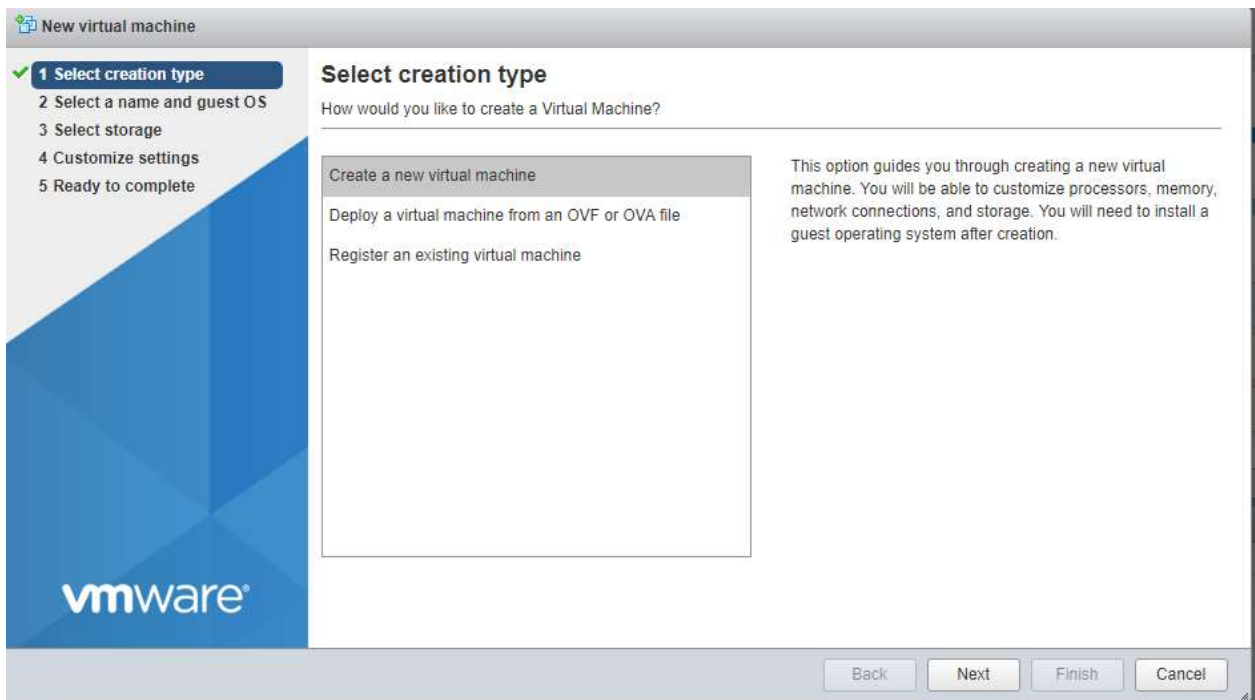 New virtual machine
1 Select creation type
2 Select a name and guest OS
3 Select storage
4 Customize settings
5 Ready to complete
vmware®
Select creation type
How would you like to create a Virtual Machine?
Create a new virtual machine
Deploy a virtual machine from an OVF or OVA file
Register an existing virtual machine
This option guides you through creating a new virtual
machine. You will be able to customize processors, memory,
network connections, and storage. You will need to install a
guest operating system after creation.
Back Next Finish Cancel